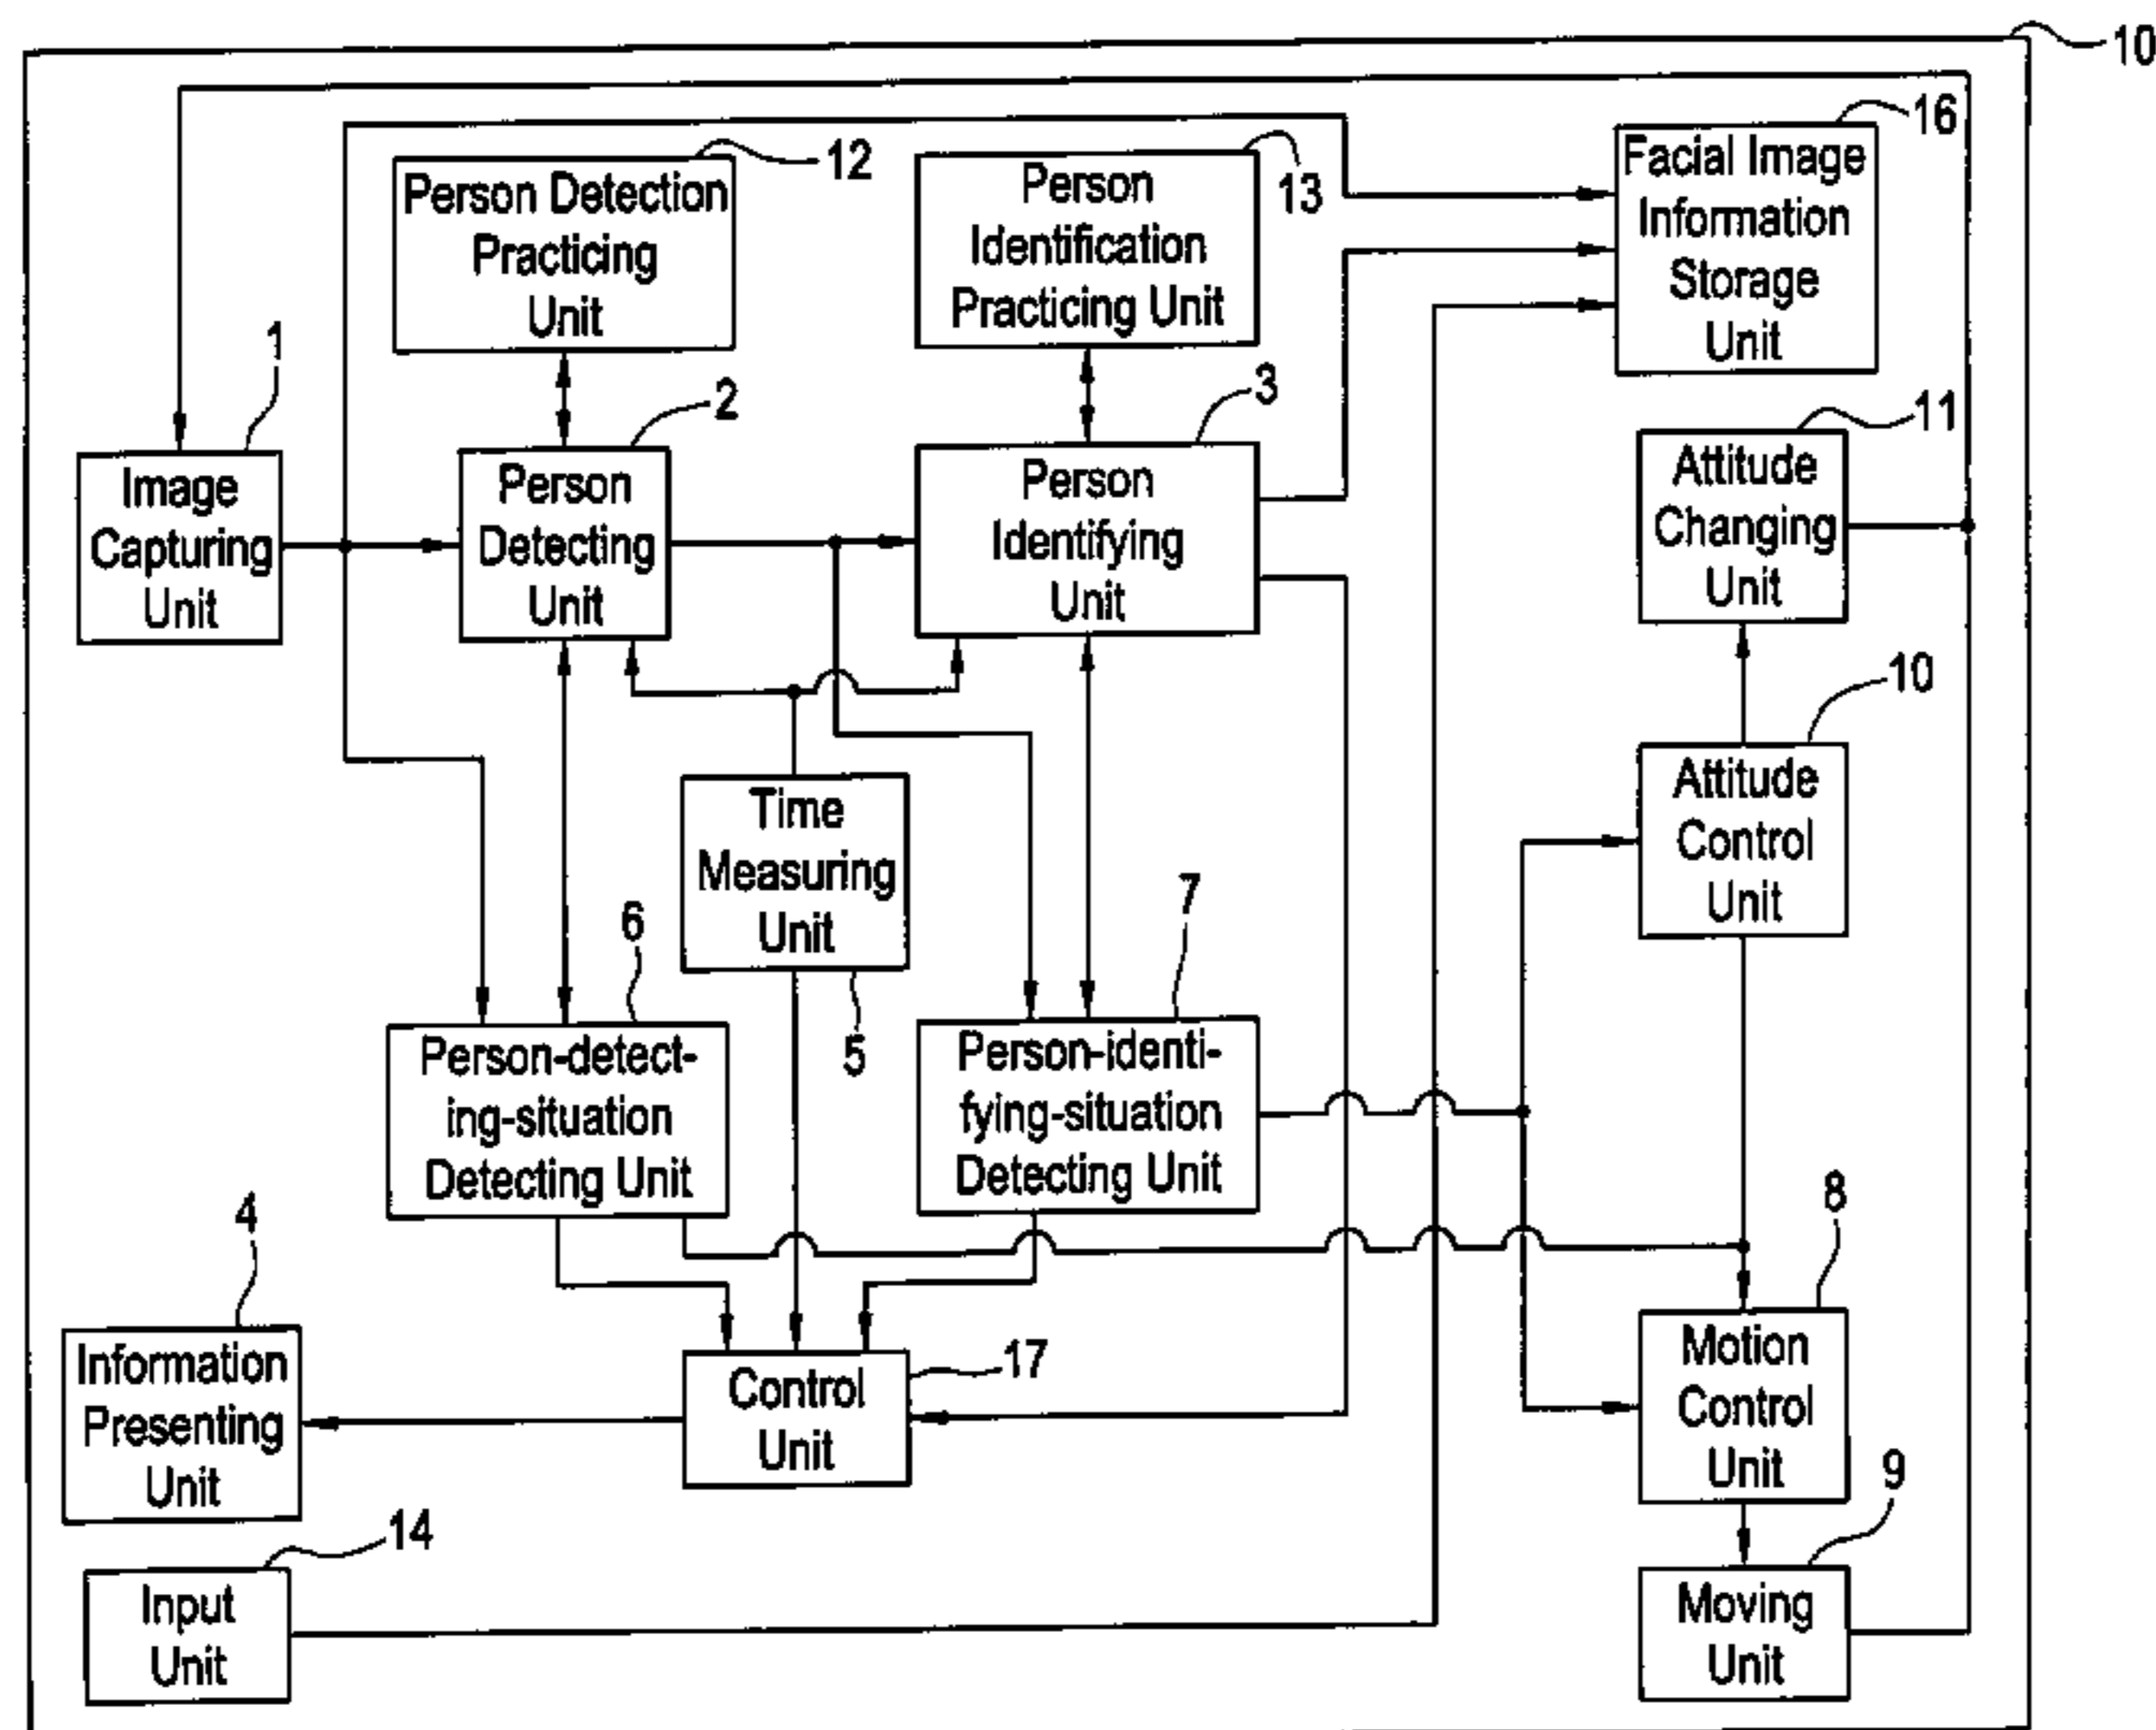 10
12
Person Detection
Practicing
Unit
13
Person
Identification
Practicing Unit
16
Facial Image
Information
Storage
Unit
1
Image
Capturing
Unit
2
Person
Detecting
Unit
3
Person
Identifying
Unit
11
Attitude
Changing
Unit
10
Attitude
Control
Unit
Time
Measuring
Unit
5
6
Person-detect-
ing-situation
Detecting Unit
7
Person-identi-
fying-situation
Detecting Unit
4
Information
Presenting
Unit
17
Control
Unit
8
Motion
Control
Unit
14
Input
Unit
9
Moving
Unit